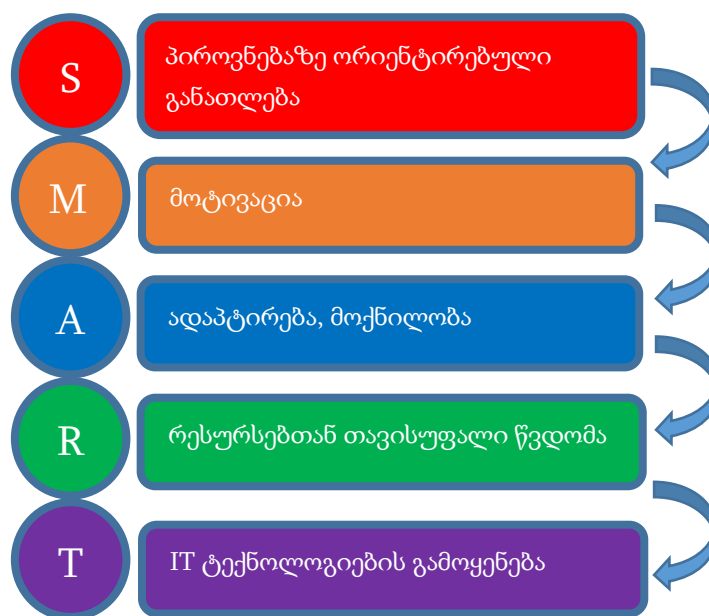 S
პიროვნებაზე ორიენტირებული
განათლება
M
მოტივაცია
A
ადაპტირება, მოქნილობა
R
რესურსებთან თავისუფალი წვდომა
T
IT ტექნოლოგიების გამოყენება